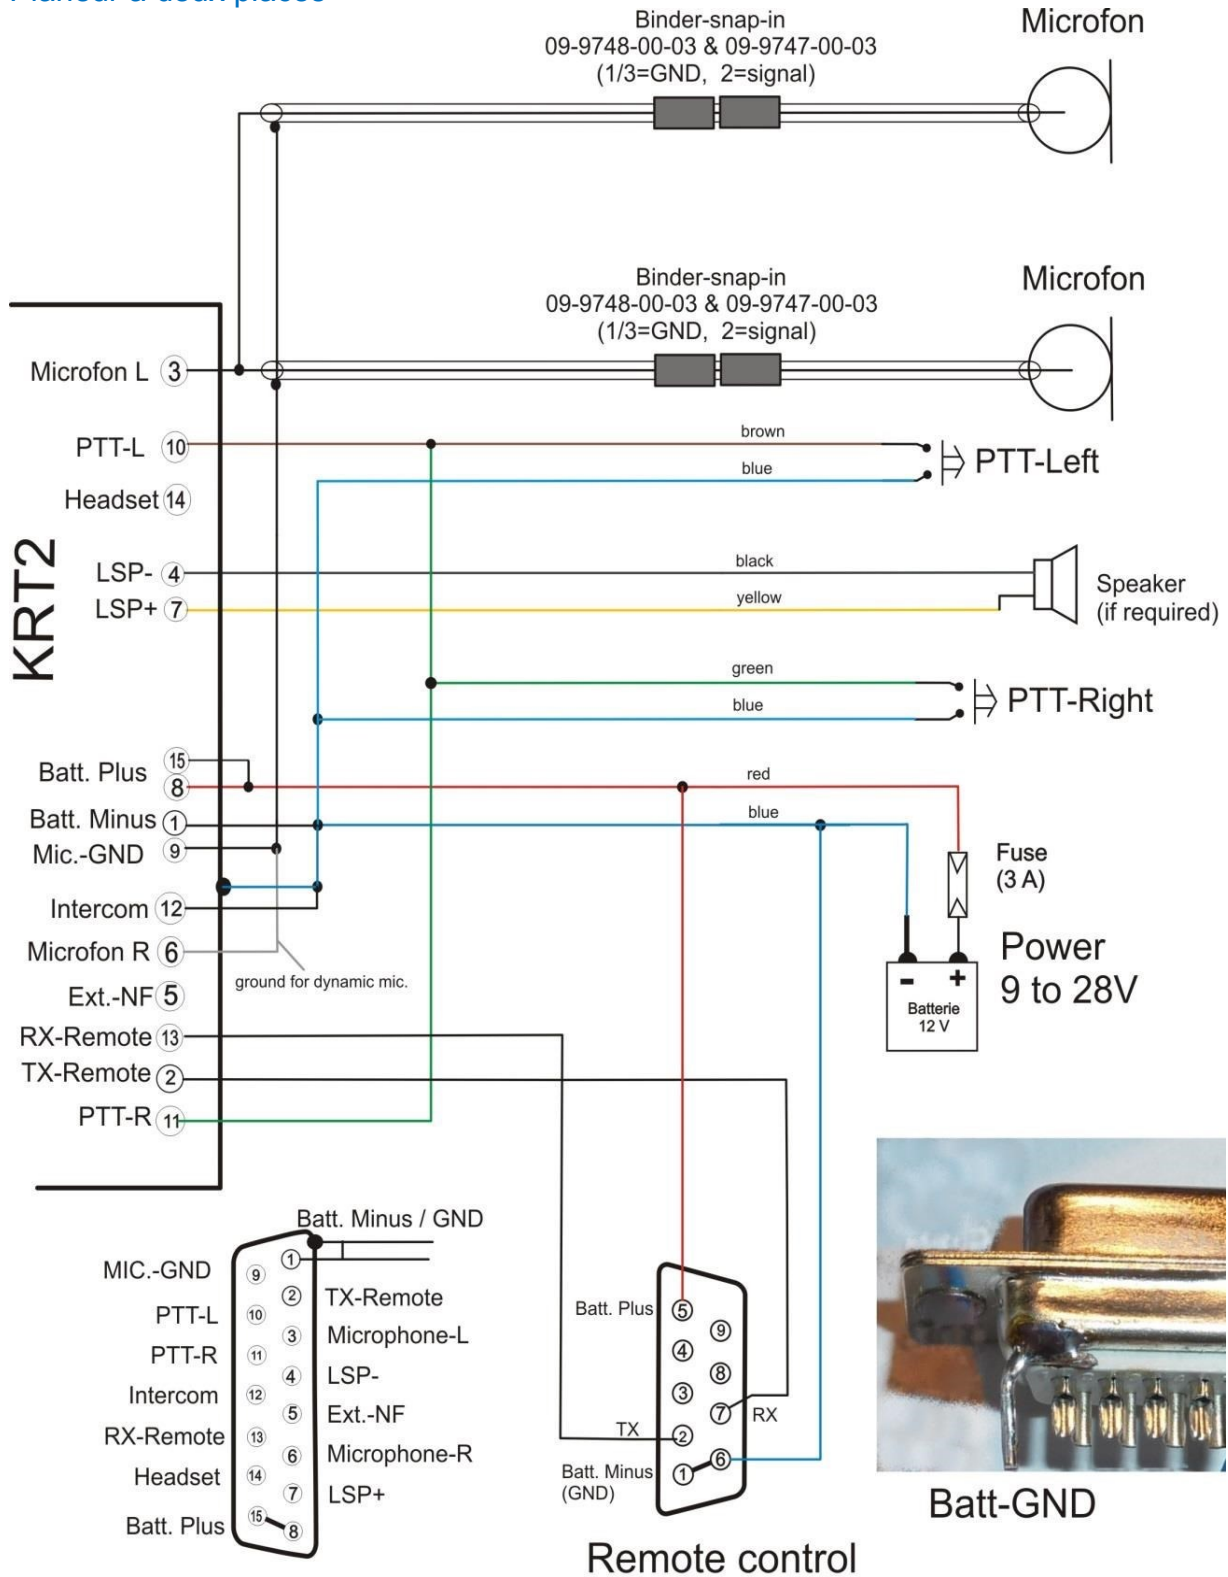 Planeur à deux places
Binder-snap-in
09-9748-00-03 & 09-9747-00-03
(1/3=GND, 2=signal)
Microfon
Binder-snap-in
09-9748-00-03 & 09-9747-00-03
(1/3=GND, 2=signal)
Microfon
KRT2
Microfon L 3
PTT-L 10
brown
blue
PTT-Left
Headset 14
LSP- 4
black
LSP+ 7
yellow
Speaker
(if required)
green
blue
PTT-Right
15
Batt. Plus
8
red
Batt. Minus 1
blue
Mic.-GND 9
Fuse
(3 A)
Intercom 12
Microfon R 6
ground for dynamic mic.
Power
9 to 28V
- +
Batterie
12 V
Ext.-NF 5
RX-Remote 13
TX-Remote 2
PTT-R 11
Batt. Minus / GND
MIC.-GND 9
1
2 TX-Remote
PTT-L 10
3 Microphone-L
PTT-R 11
4 LSP-
Intercom 12
5 Ext.-NF
RX-Remote 13
6 Microphone-R
Headset 14
7 LSP+
Batt. Plus 15
8
Batt. Plus 5
9
4
8
3
7 RX
TX 2
6
Batt. Minus 1
(GND)
Remote control
Batt-GND